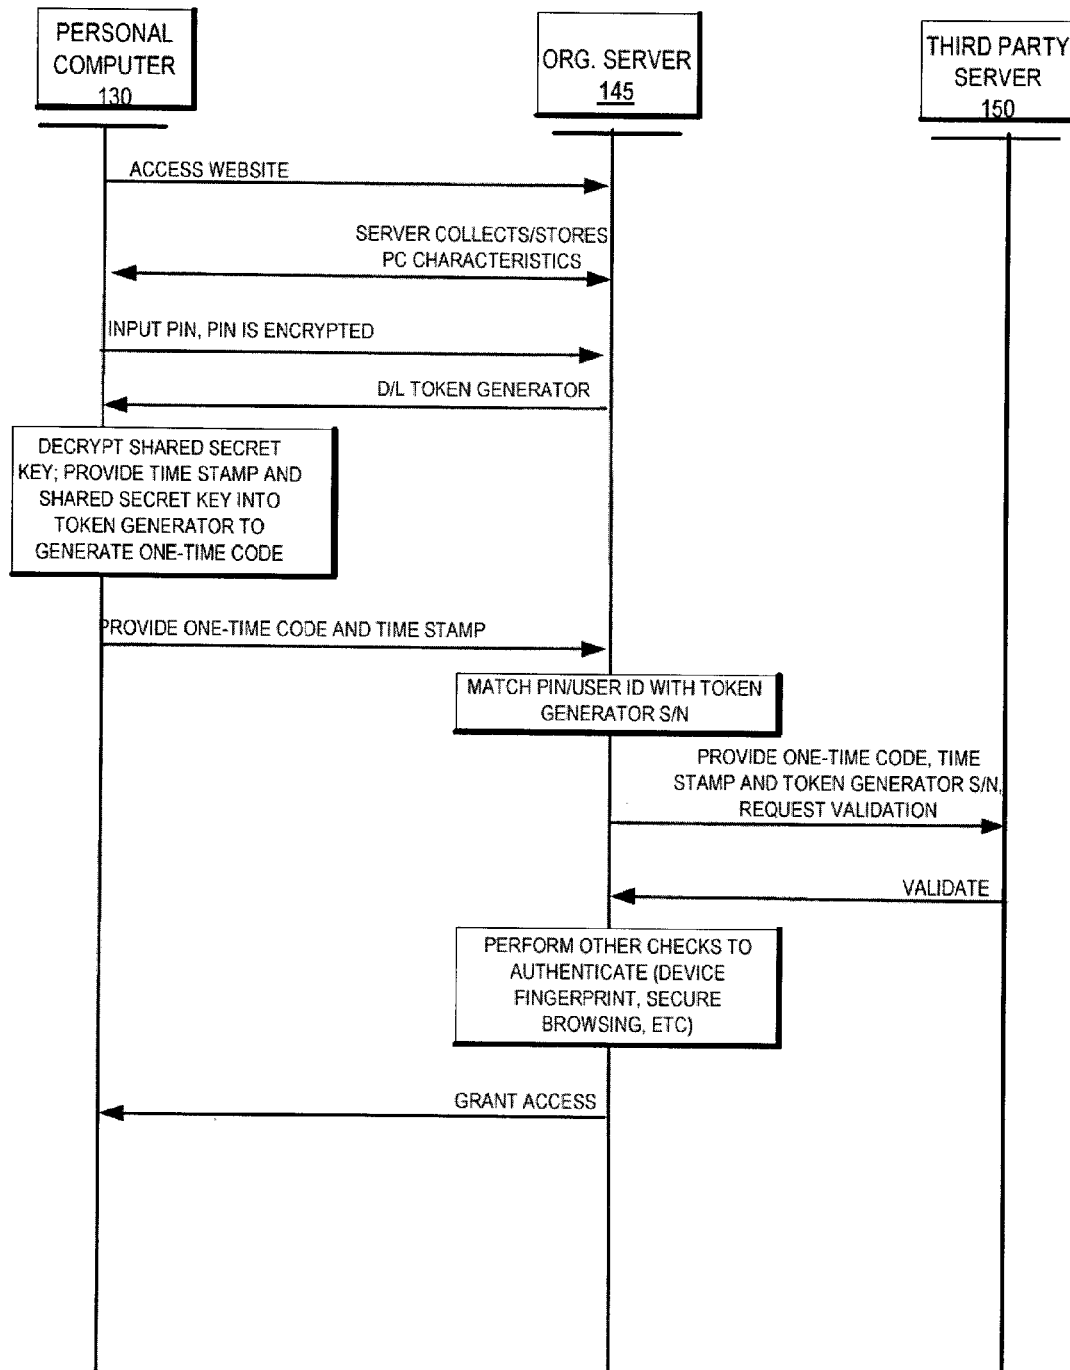 PERSONAL
COMPUTER
130
ORG. SERVER
145
THIRD PARTY
SERVER
150
ACCESS WEBSITE
SERVER COLLECTS/STORES
PC CHARACTERISTICS
INPUT PIN, PIN IS ENCRYPTED
D/L TOKEN GENERATOR
DECRYPT SHARED SECRET
KEY; PROVIDE TIME STAMP AND
SHARED SECRET KEY INTO
TOKEN GENERATOR TO
GENERATE ONE-TIME CODE
PROVIDE ONE-TIME CODE AND TIME STAMP
MATCH PIN/USER ID WITH TOKEN
GENERATOR S/N
PROVIDE ONE-TIME CODE, TIME
STAMP AND TOKEN GENERATOR S/N,
REQUEST VALIDATION
VALIDATE
PERFORM OTHER CHECKS TO
AUTHENTICATE (DEVICE
FINGERPRINT, SECURE
BROWSING, ETC)
GRANT ACCESS